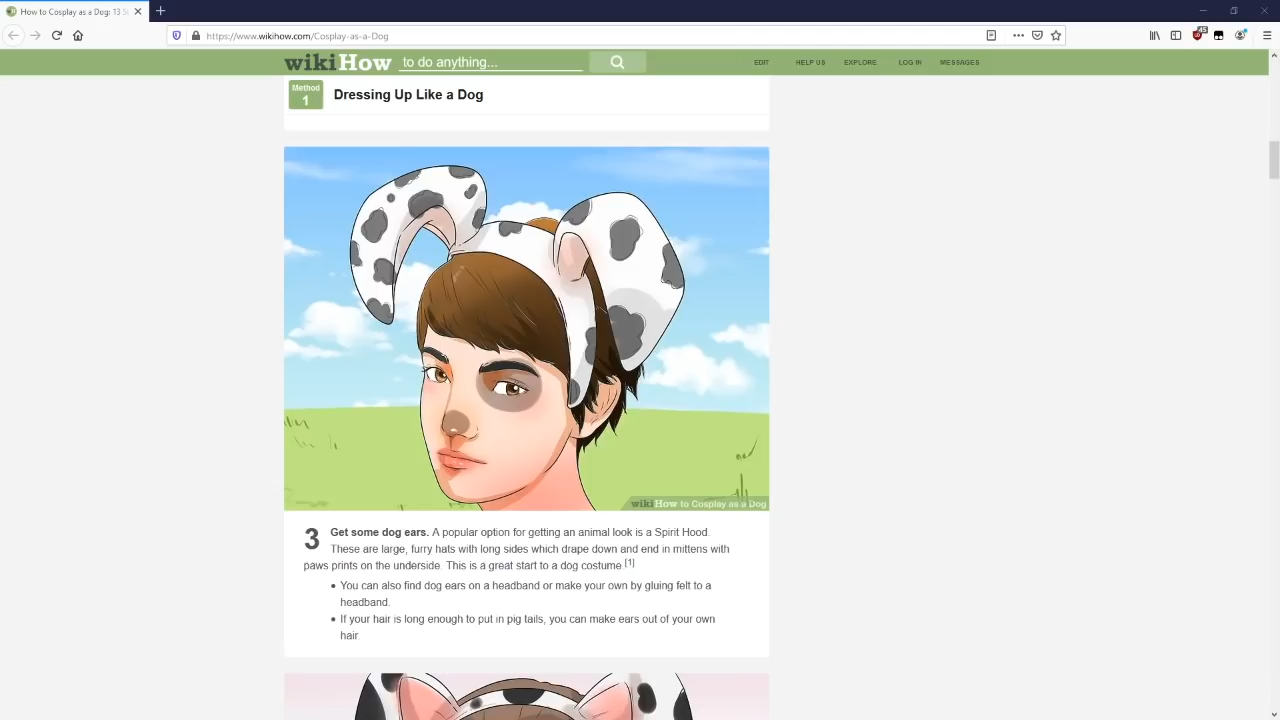 How to Cosplay as a Dog: 13 S
https://www.wikihow.com/Cosplay-as-a-Dog
wikiHow to do anything...
EDIT HELP US EXPLORE LOG IN MESSAGES
Method
1
Dressing Up Like a Dog
wikiHow to Cosplay as a Dog
3 Get some dog ears. A popular option for getting an animal look is a Spirit Hood.
These are large, furry hats with long sides which drape down and end in mittens with
paws prints on the underside. This is a great start to a dog costume [1]
• You can also find dog ears on a headband or make your own by gluing felt to a
headband.
• If your hair is long enough to put in pig tails, you can make ears out of your own
hair.